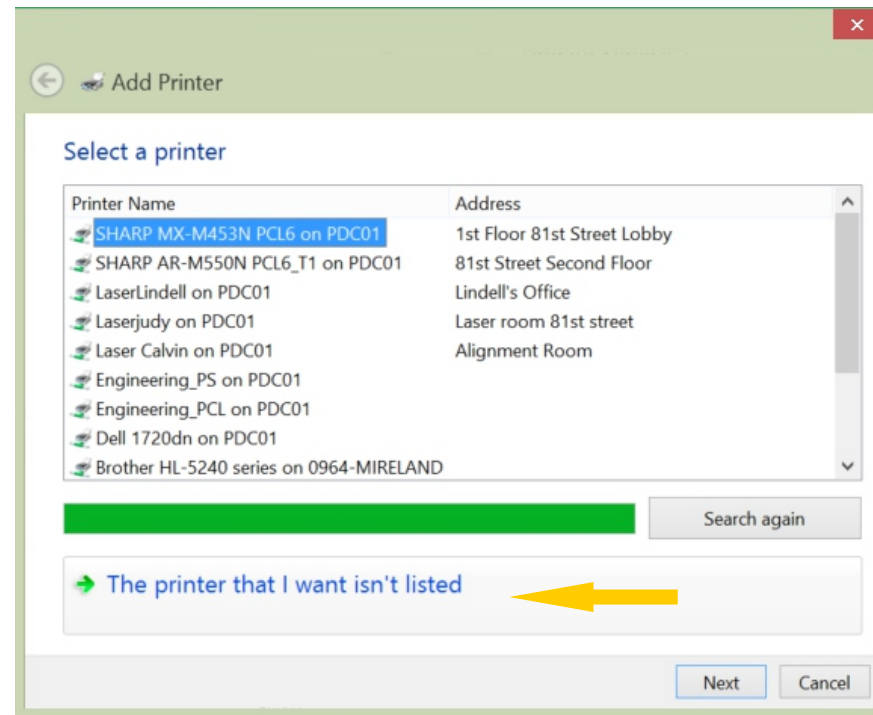 Add Printer
Select a printer
Printer Name Address
SHARP MX-M453N PCL6 on PDC01 1st Floor 81st Street Lobby
SHARP AR-M550N PCL6_T1 on PDC01 81st Street Second Floor
LaserLindell on PDC01 Lindell's Office
Laserjudy on PDC01 Laser room 81st street
Laser Calvin on PDC01 Alignment Room
Engineering_PS on PDC01
Engineering_PCL on PDC01
Dell 1720dn on PDC01
Brother HL-5240 series on 0964-MIRELAND
Search again
The printer that I want isn't listed
Next Cancel